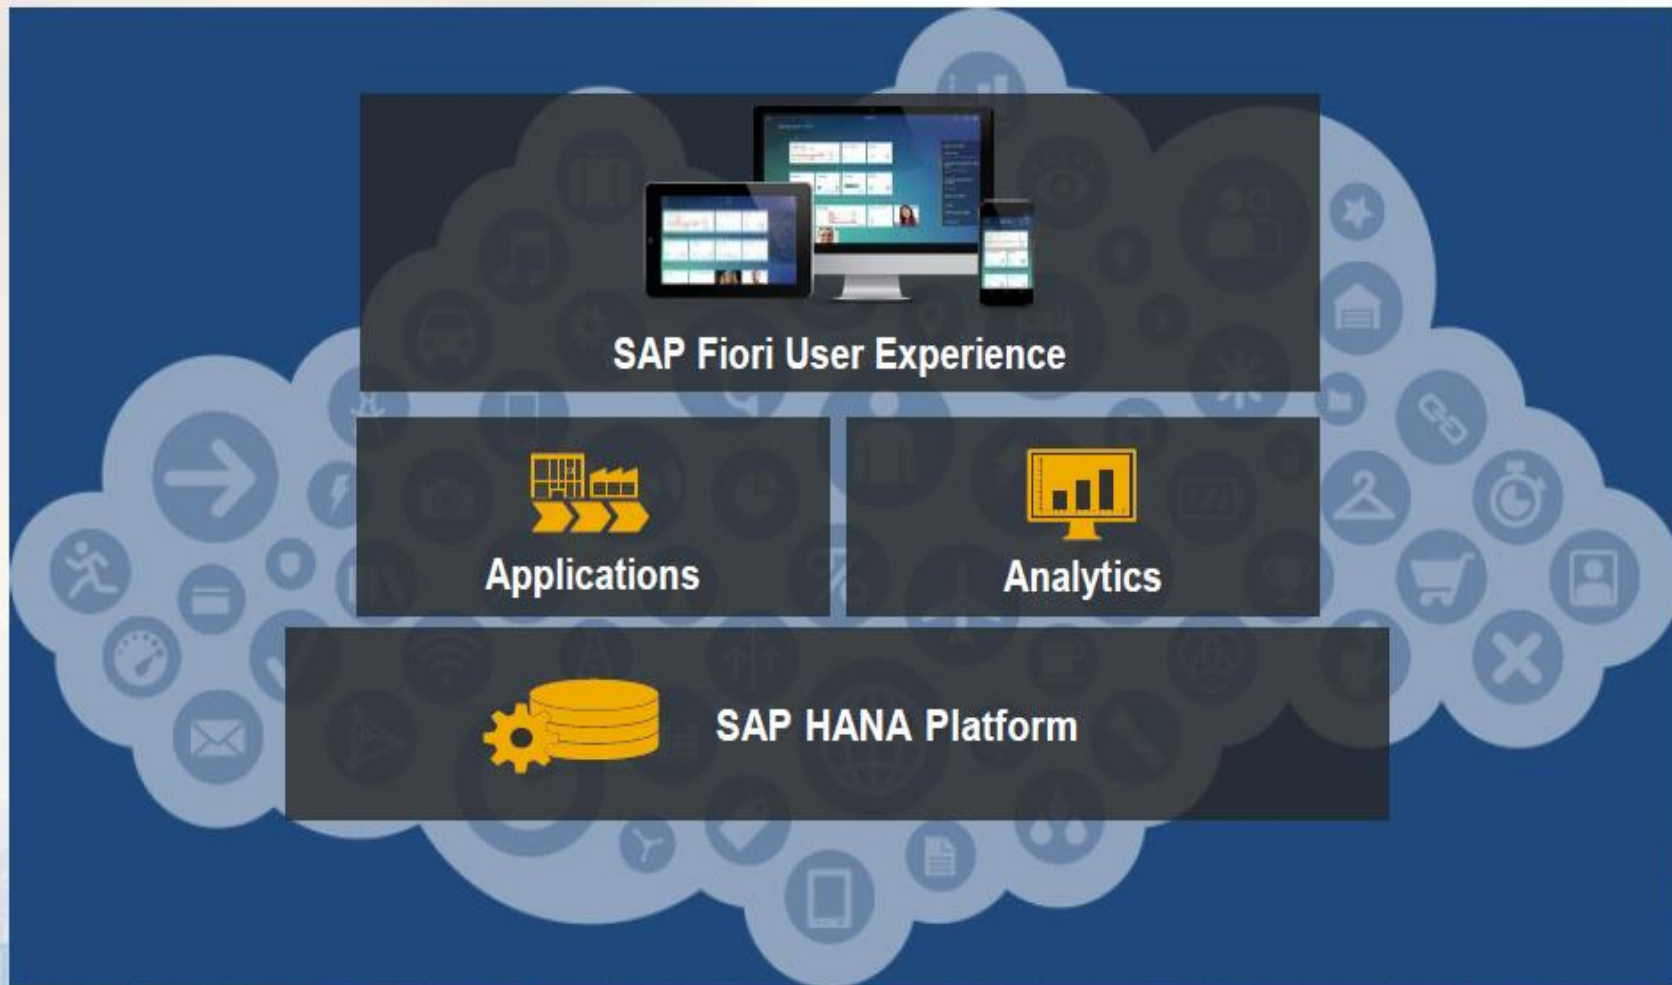 SAP Fiori User Experience
Applications
Analytics
SAP HANA Platform